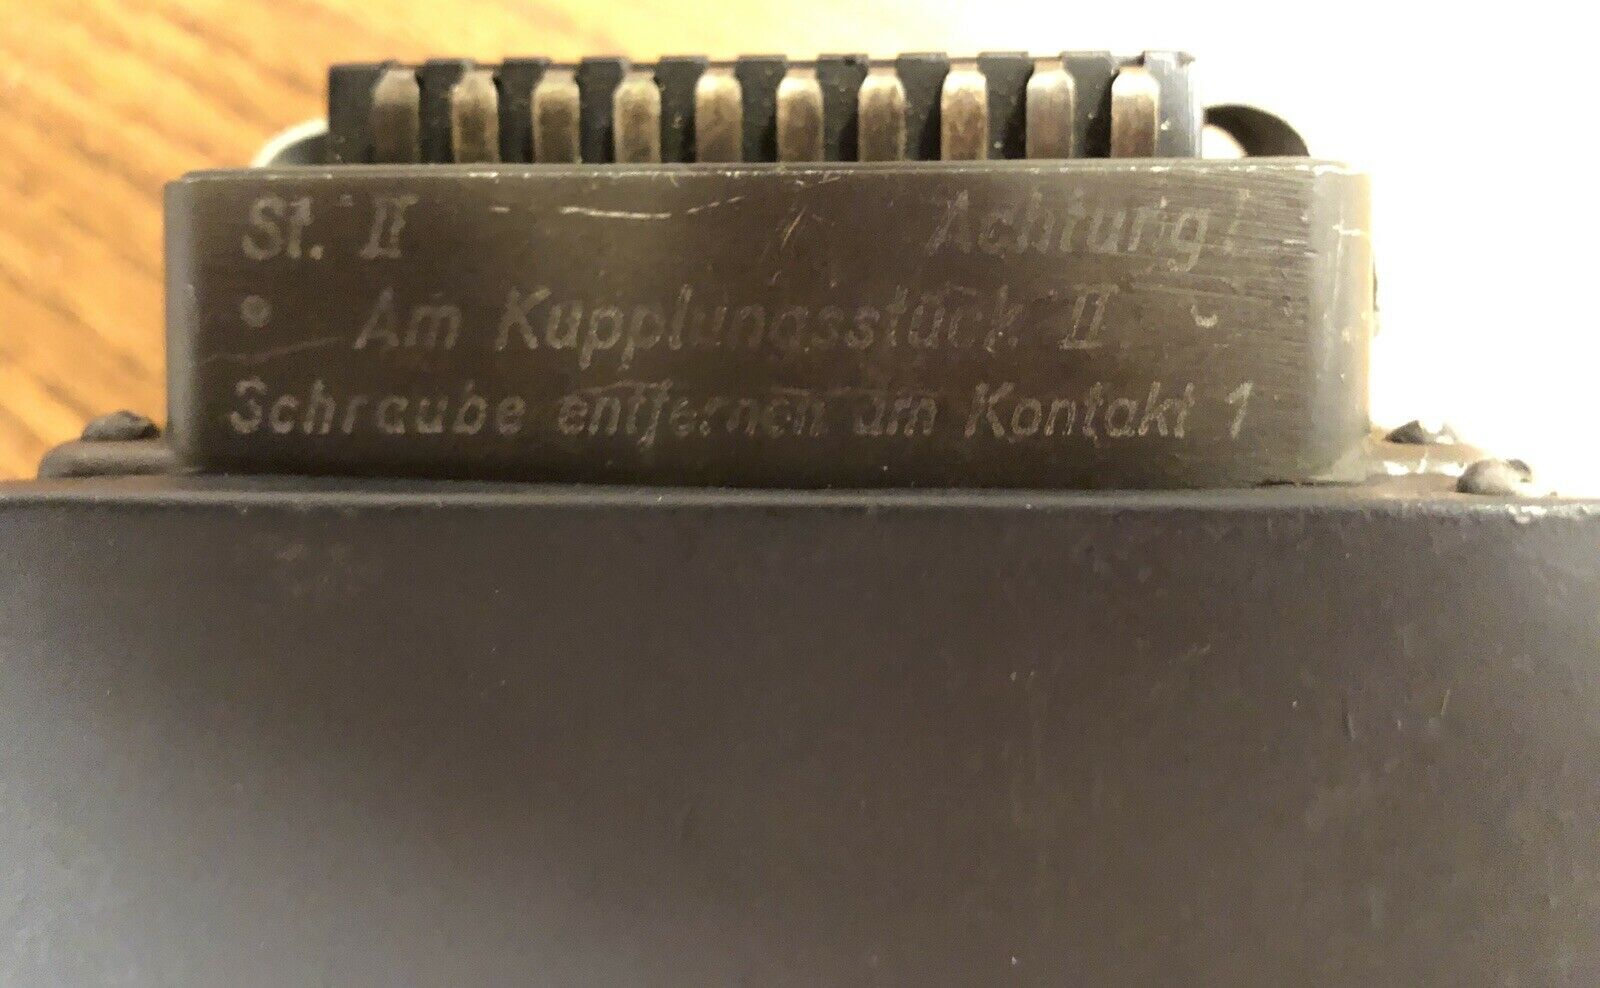 St. II Achtung!
Am Kupplungsstück II
Schraube entfernen am Kontakt 1